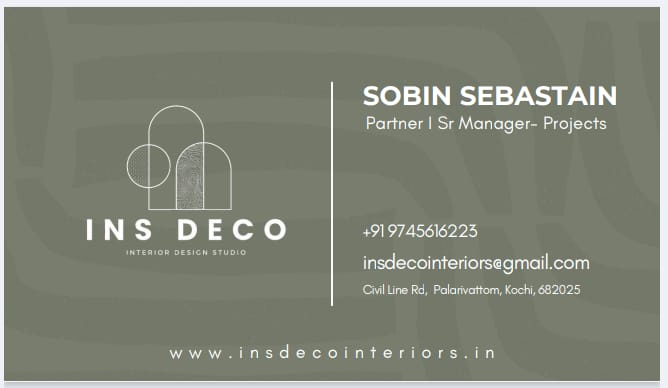 INS DECO
INTERIOR DESIGN STUDIO
SOBIN SEBASTAIN
Partner I Sr Manager- Projects
+91 9745616223
insdecointeriors@gmail.com
Civil Line Rd, Palarivattom, Kochi, 682025
www.insdecointeriors.in